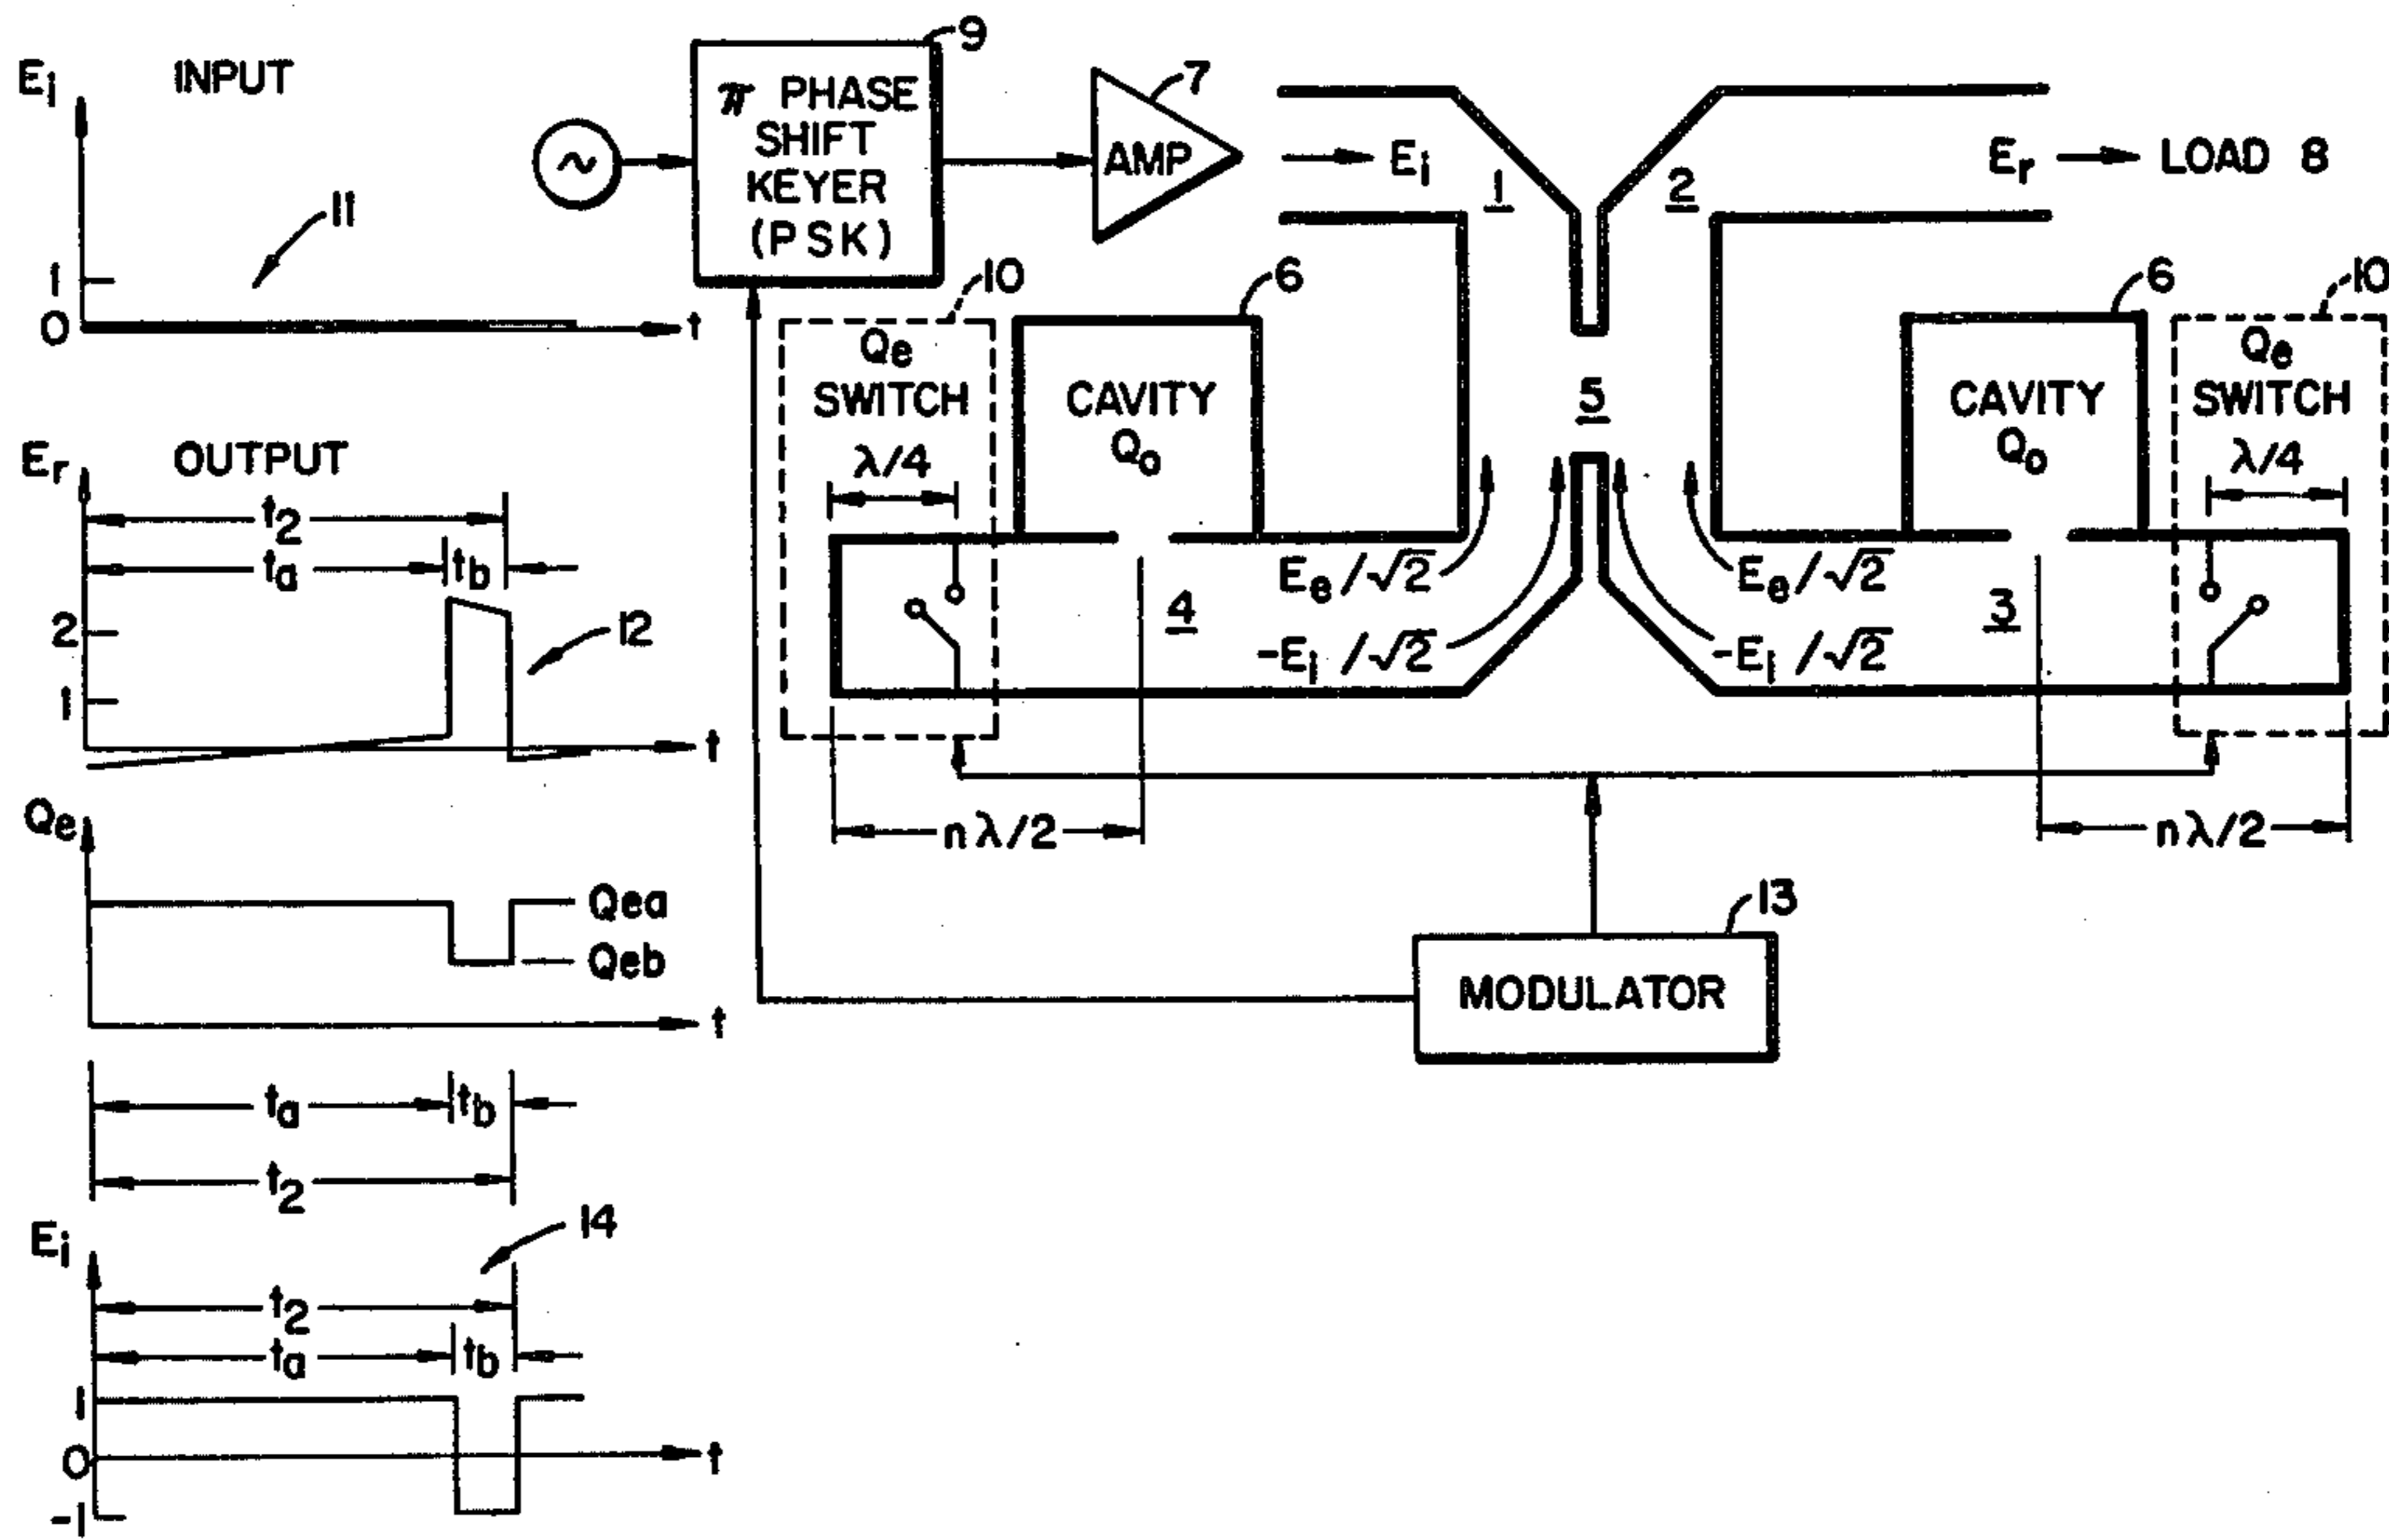 Ei
INPUT
11
1
0
t
~
π PHASE
SHIFT
KEYER
(PSK)
9
AMP
7
Ei
1
2
Er
LOAD 8
Er
OUTPUT
t2
ta
tb
2
1
12
t
10
Qe
SWITCH
λ/4
6
CAVITY
Qo
5
6
CAVITY
Qo
10
Qe
SWITCH
λ/4
Ee/√2
Ee/√2
4
3
-Ei/√2
-Ei/√2
nλ/2
nλ/2
Qe
Qea
Qeb
t
13
MODULATOR
ta
tb
t2
Ei
14
t2
ta
tb
1
0
-1
t